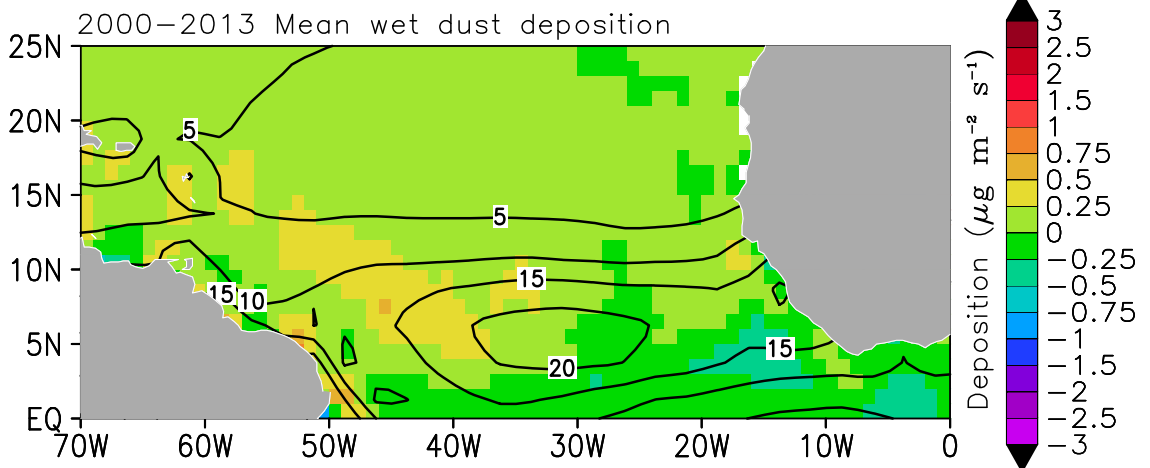 2000−2013 Mean wet dust deposition
25N
20N
15N
10N
5N
EQ
70W 60W 50W 40W 30W 20W 10W 0
5
5
15
15 10
15
20
3
2.5
2
1.5
1
0.75
0.5
0.25
0
−0.25
−0.5
−0.75
−1
−1.5
−2
−2.5
−3
Deposition (μg m⁻² s⁻¹)